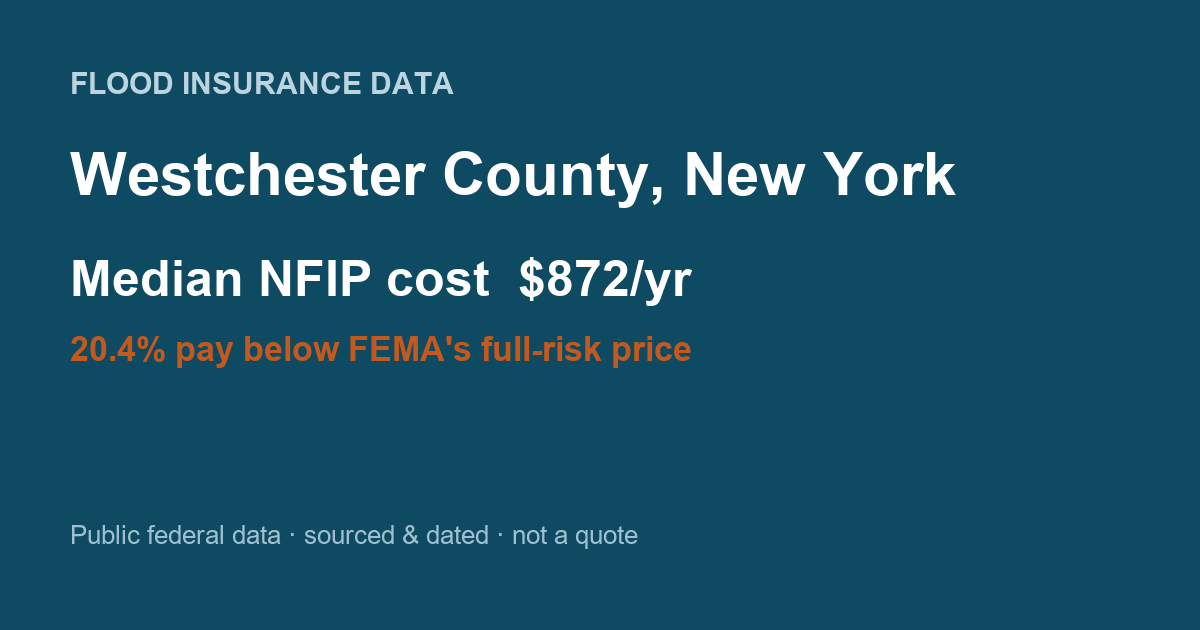 FLOOD INSURANCE DATA
Westchester County, New York
Median NFIP cost  $872/yr
20.4% pay below FEMA's full-risk price
Public federal data · sourced & dated · not a quote